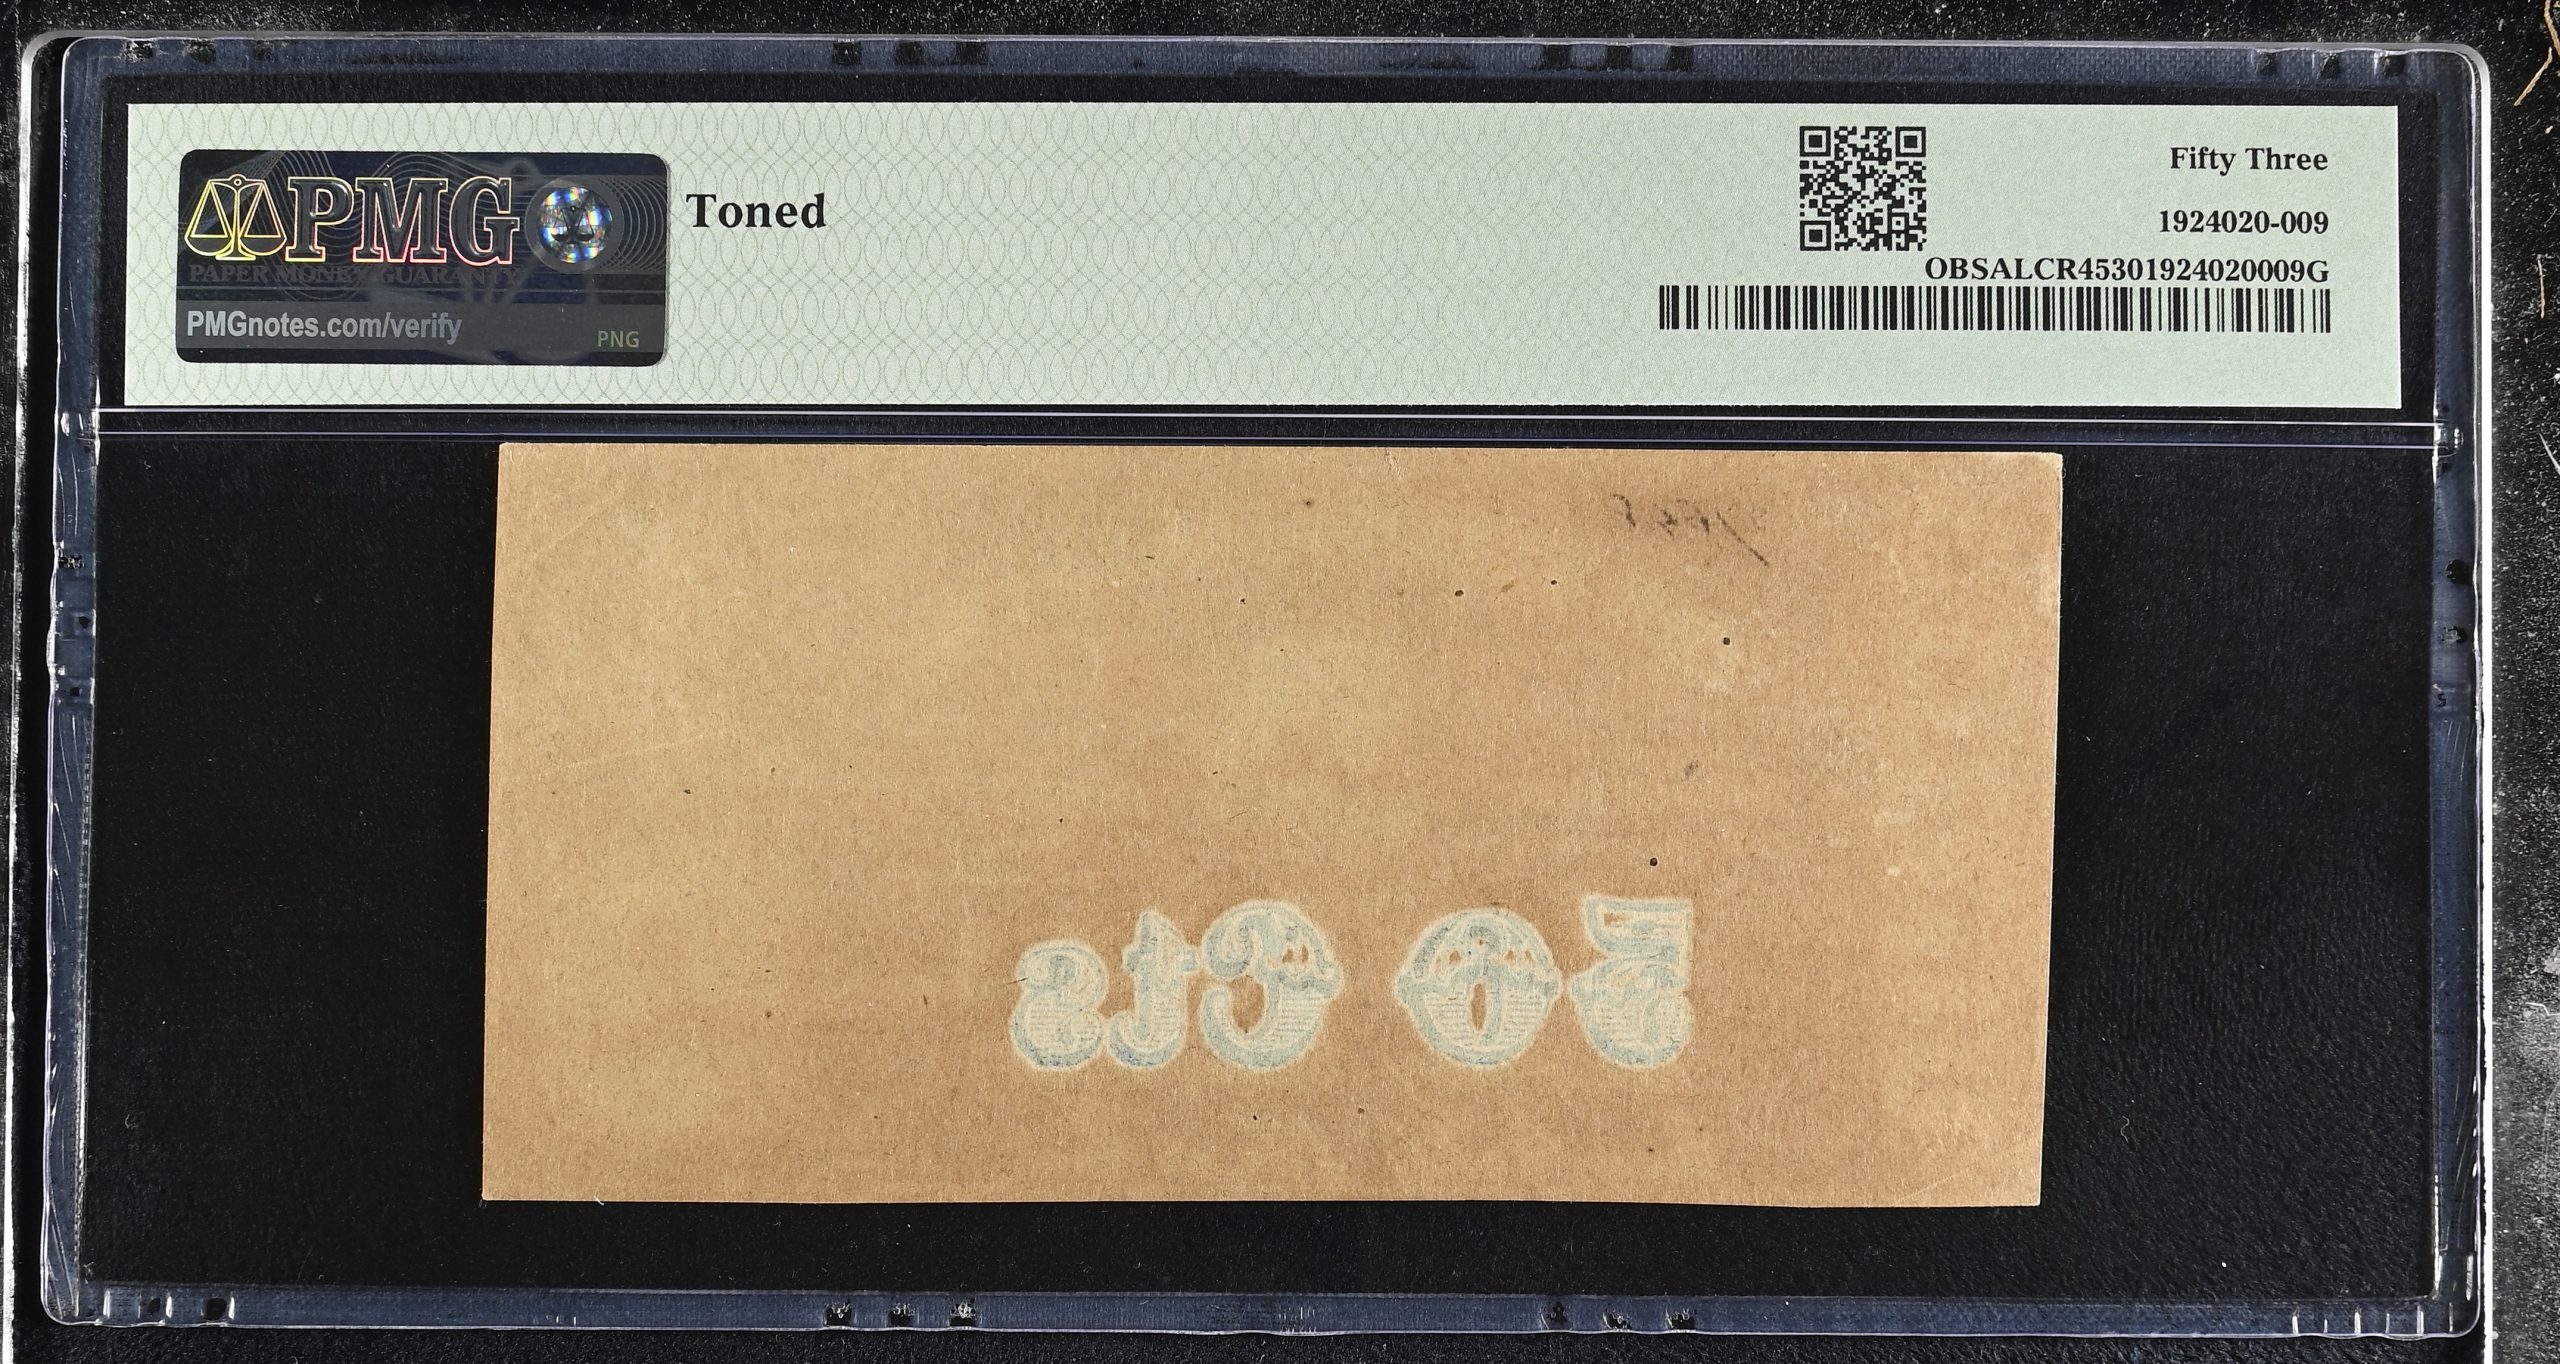 PMG
PAPER MONEY GUARANTY
PMGnotes.com/verify
PNG
Toned
Fifty Three
1924020-009
OBSALCR45301924020009G
50 Cts